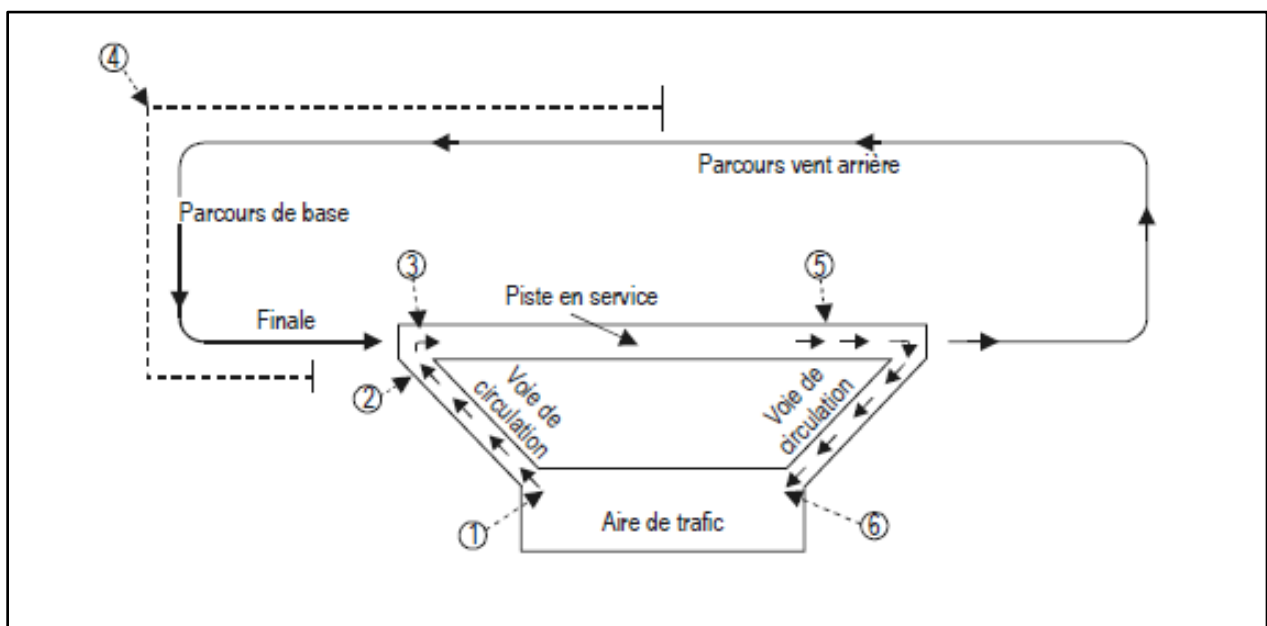 ④
Parcours vent arrière
Parcours de base
③
⑤
Piste en service
Finale
②
Voie de
circulation
Voie de
circulation
①
Aire de trafic
⑥